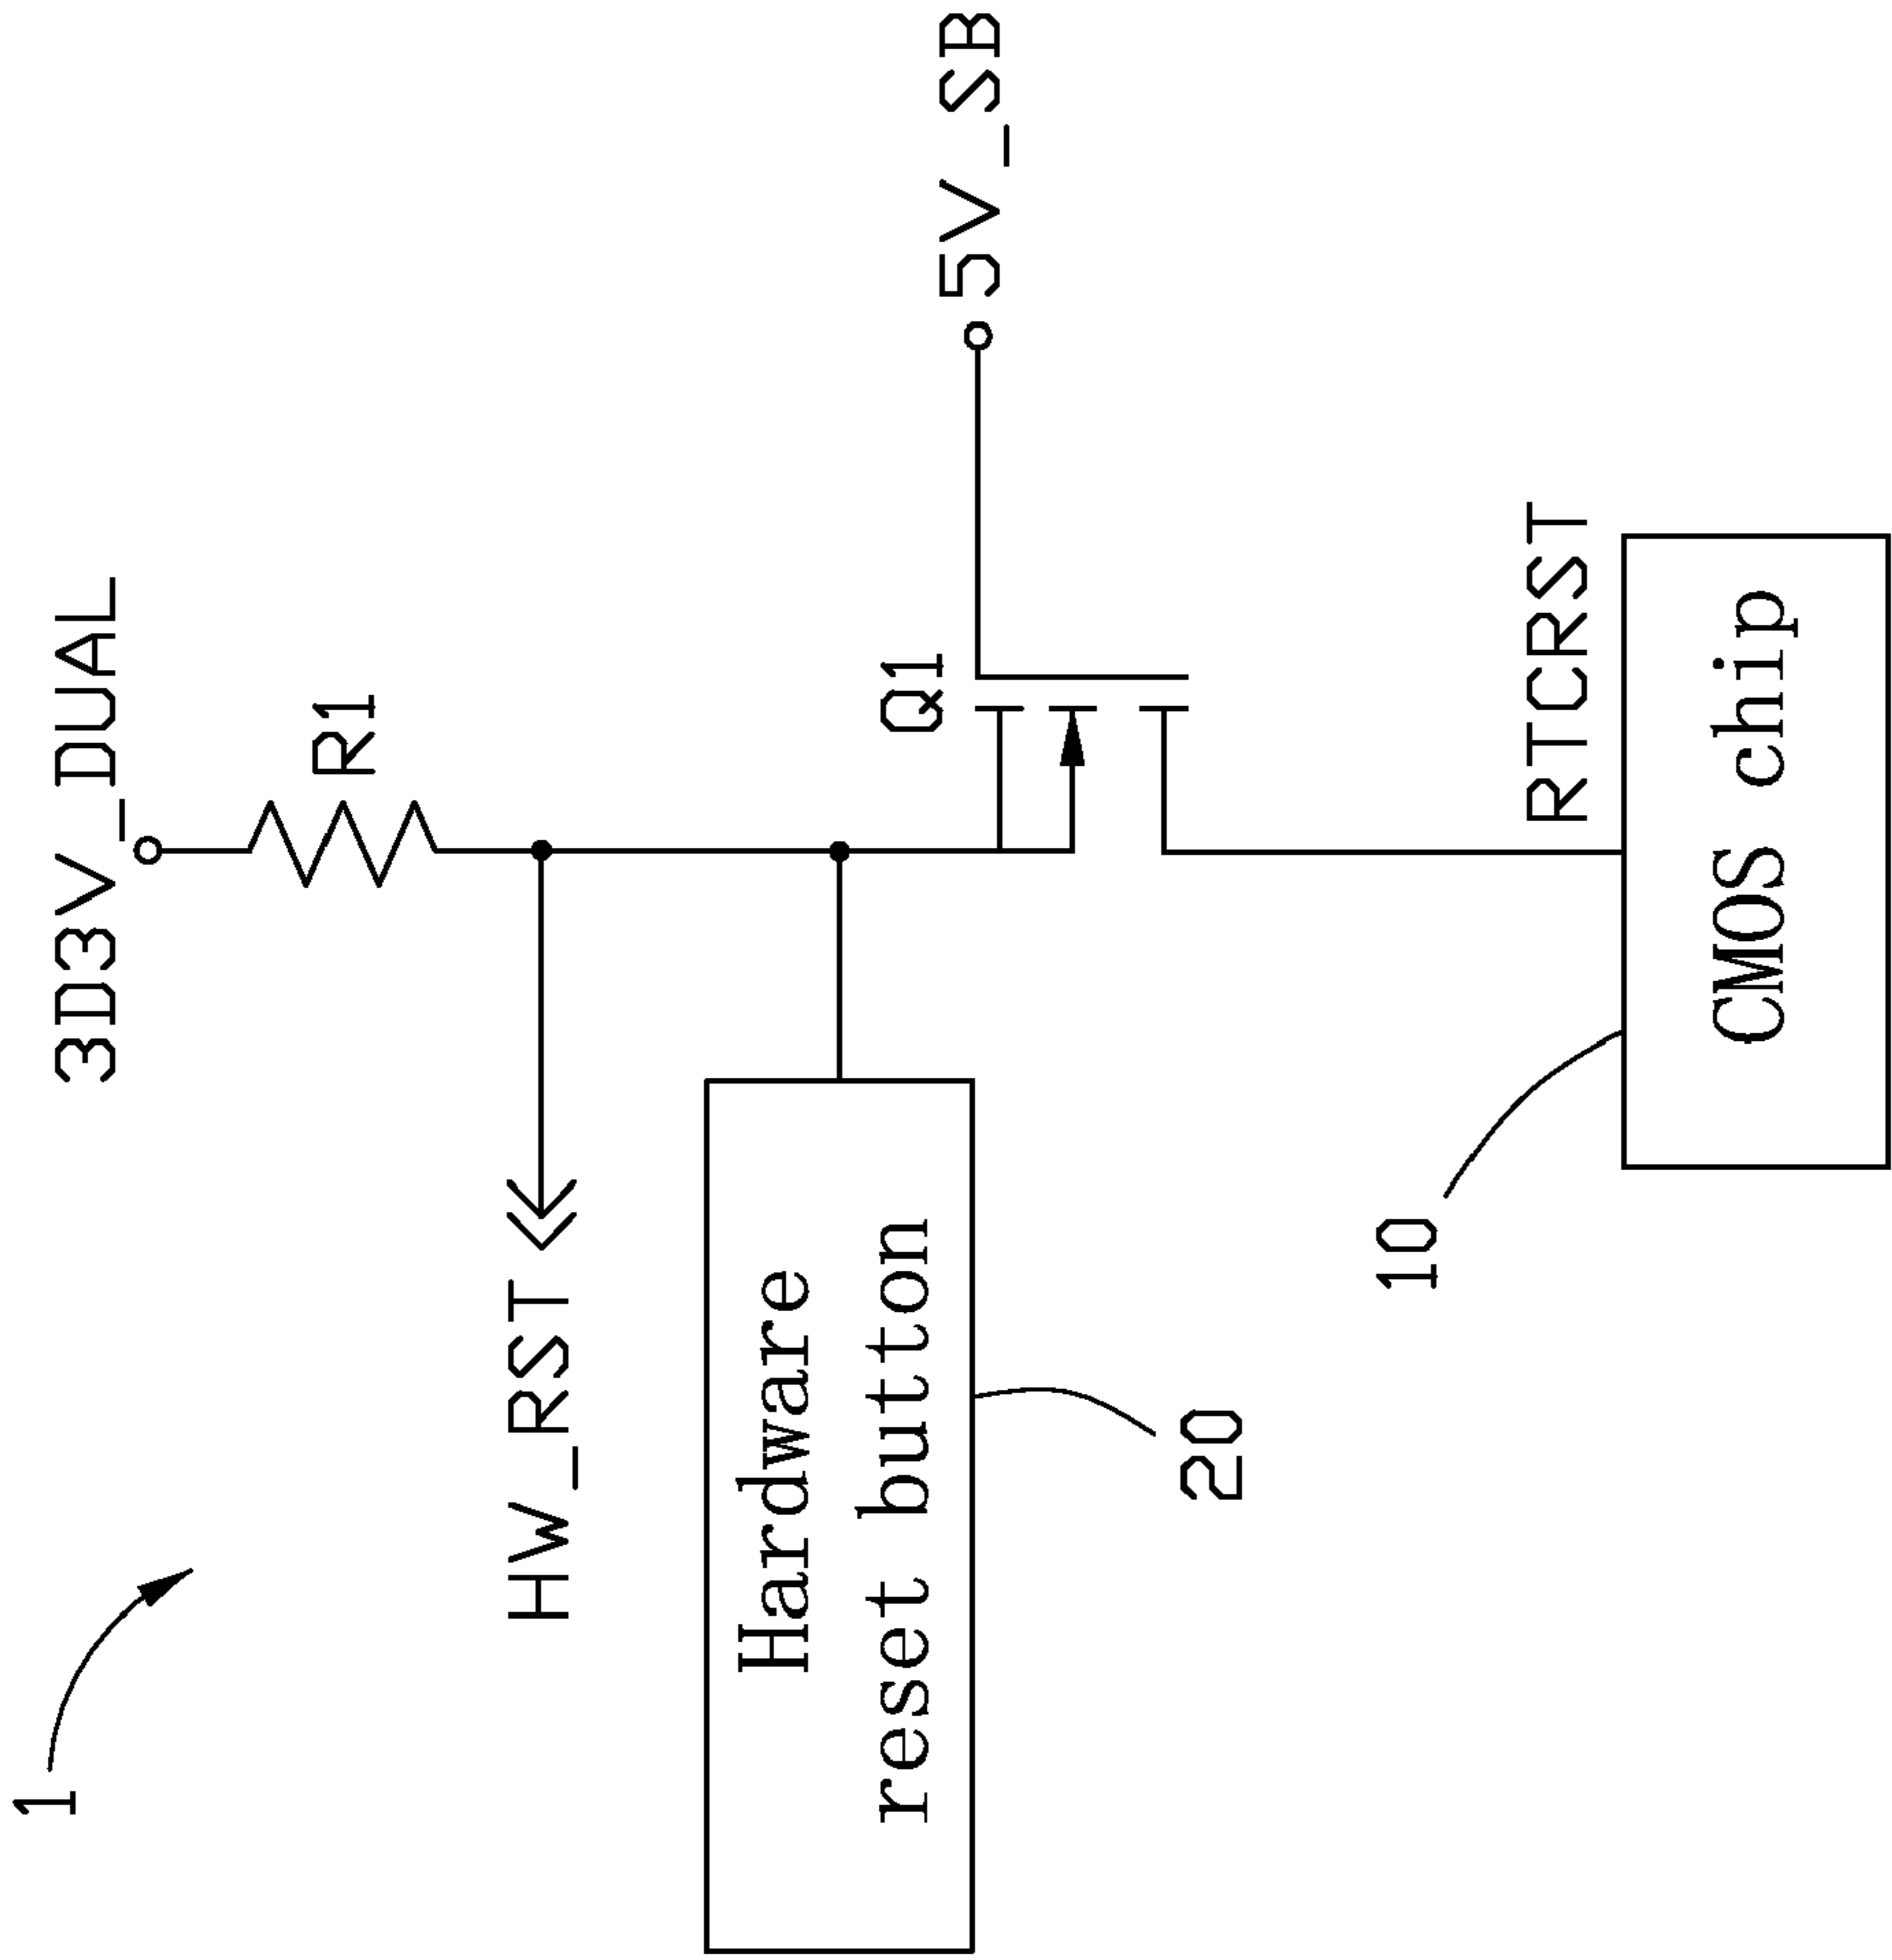 1
3D3V_DUAL
R1
HW_RST
Hardware
reset button
20
Q1
5V_SB
RTCRST
10
CMOS chip